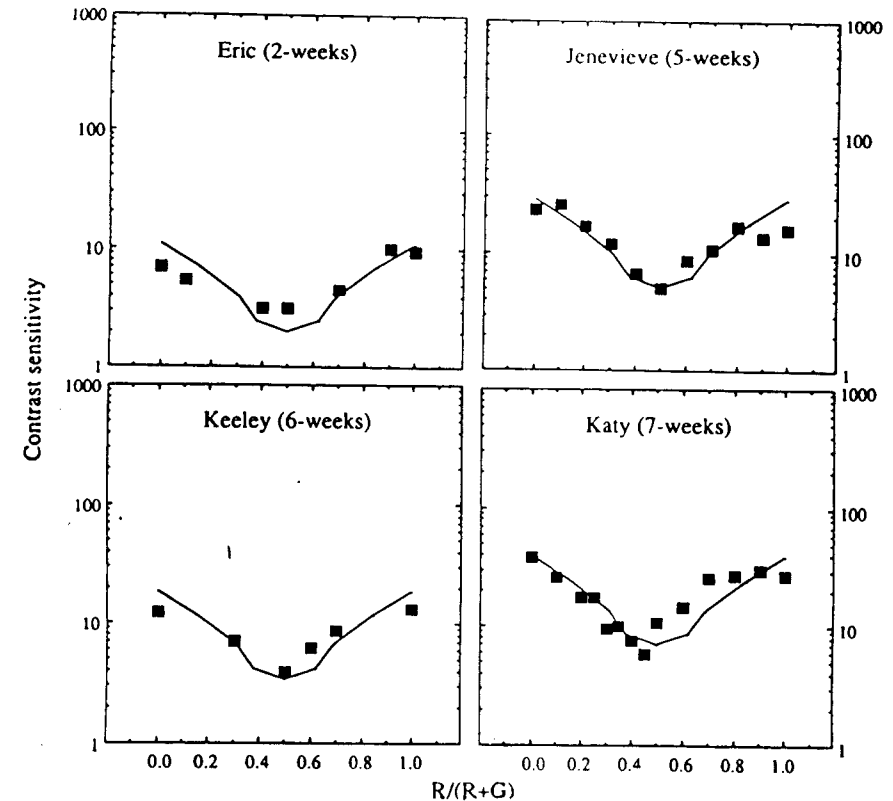 1000
Eric (2-weeks)
100
10
1
Jenevieve (5-weeks)
1000
100
10
1
Contrast sensitivity
1000
Keeley (6-weeks)
100
10
1
0.0 0.2 0.4 0.6 0.8 1.0
Katy (7-weeks)
1000
100
10
1
0.0 0.2 0.4 0.6 0.8 1.0
R/(R+G)